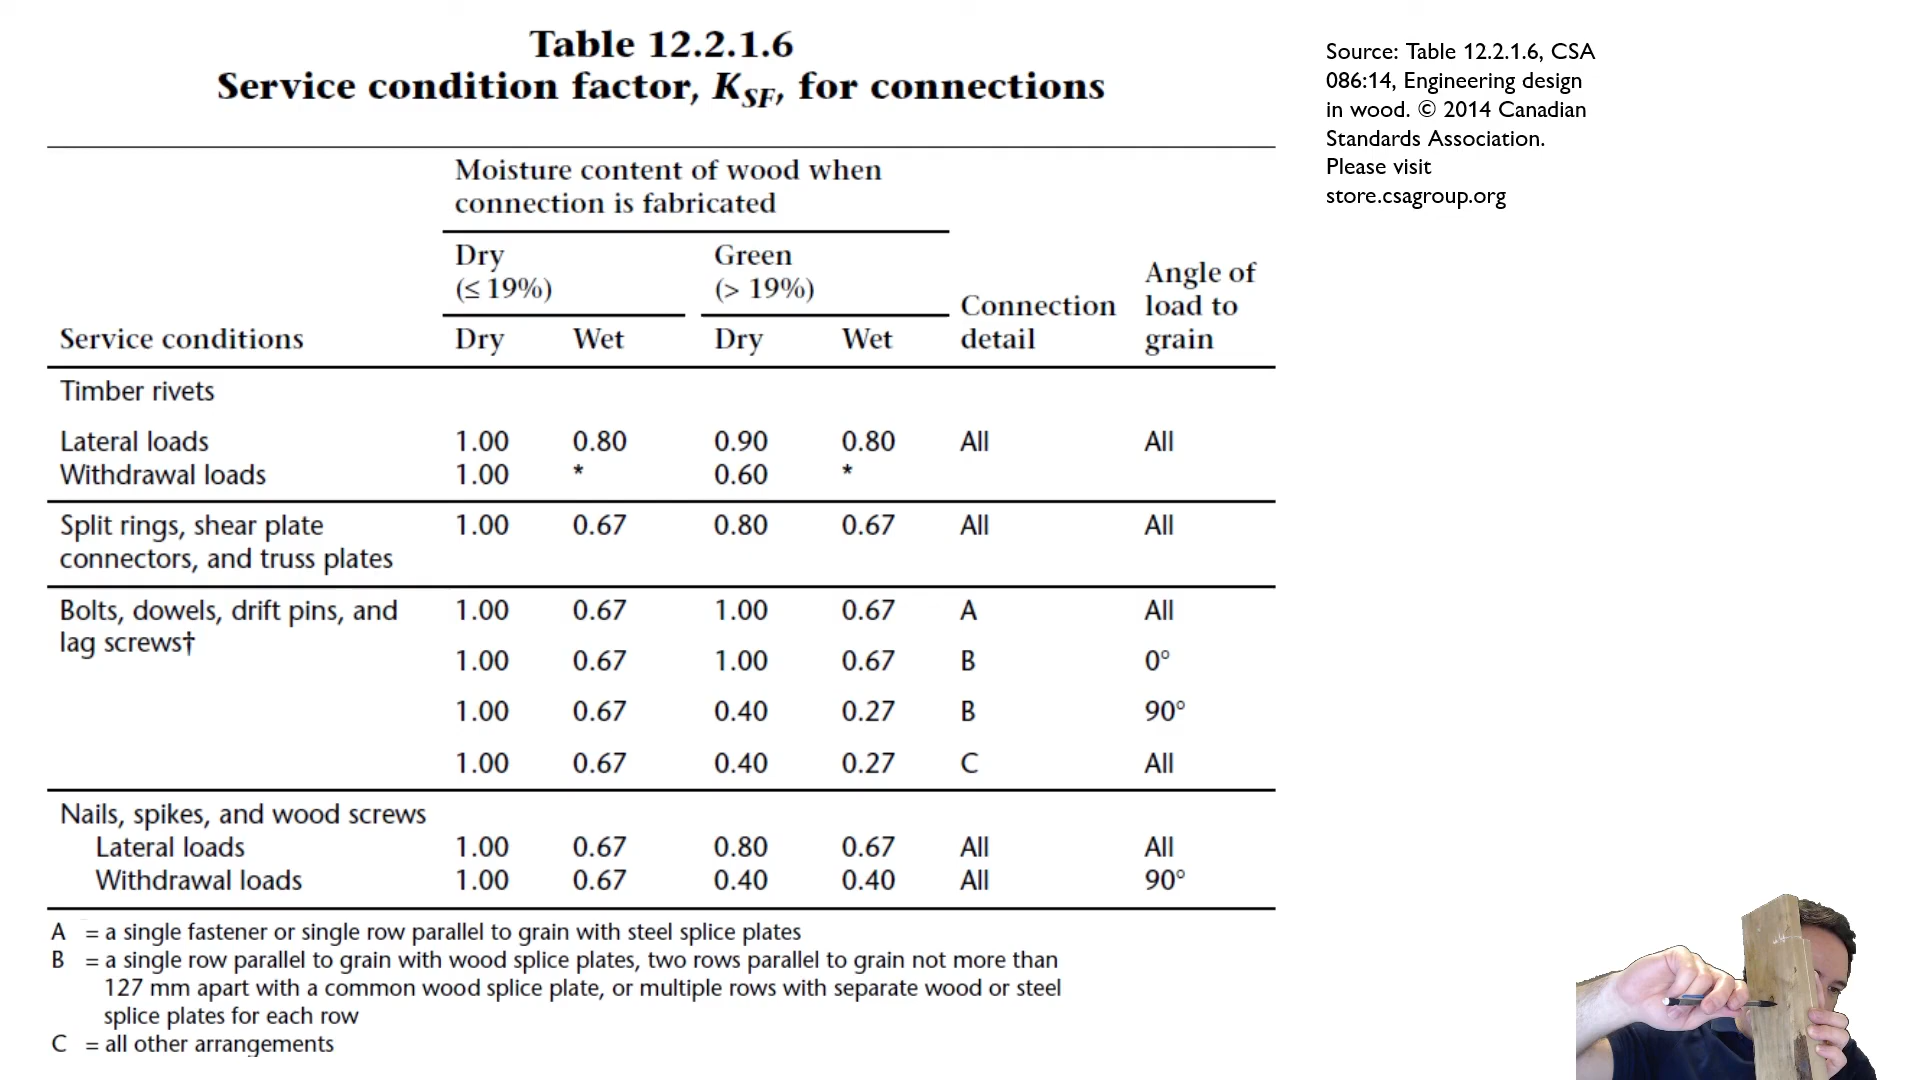 Table 12.2.1.6
Service condition factor, K_SF, for connections
Source: Table 12.2.1.6, CSA
086:14, Engineering design
in wood. © 2014 Canadian
Standards Association.
Please visit
store.csagroup.org
Moisture content of wood when
connection is fabricated
Dry
(≤ 19%)
Green
(> 19%)
Service conditions Dry Wet Dry Wet
Connection
detail
Angle of
load to
grain
Timber rivets
Lateral loads 1.00 0.80 0.90 0.80 All All
Withdrawal loads 1.00 * 0.60 *
Split rings, shear plate 1.00 0.67 0.80 0.67 All All
connectors, and truss plates
Bolts, dowels, drift pins, and 1.00 0.67 1.00 0.67 A All
lag screws†
1.00 0.67 1.00 0.67 B 0°
1.00 0.67 0.40 0.27 B 90°
1.00 0.67 0.40 0.27 C All
Nails, spikes, and wood screws
Lateral loads 1.00 0.67 0.80 0.67 All All
Withdrawal loads 1.00 0.67 0.40 0.40 All 90°
A = a single fastener or single row parallel to grain with steel splice plates
B = a single row parallel to grain with wood splice plates, two rows parallel to grain not more than
127 mm apart with a common wood splice plate, or multiple rows with separate wood or steel
splice plates for each row
C = all other arrangements